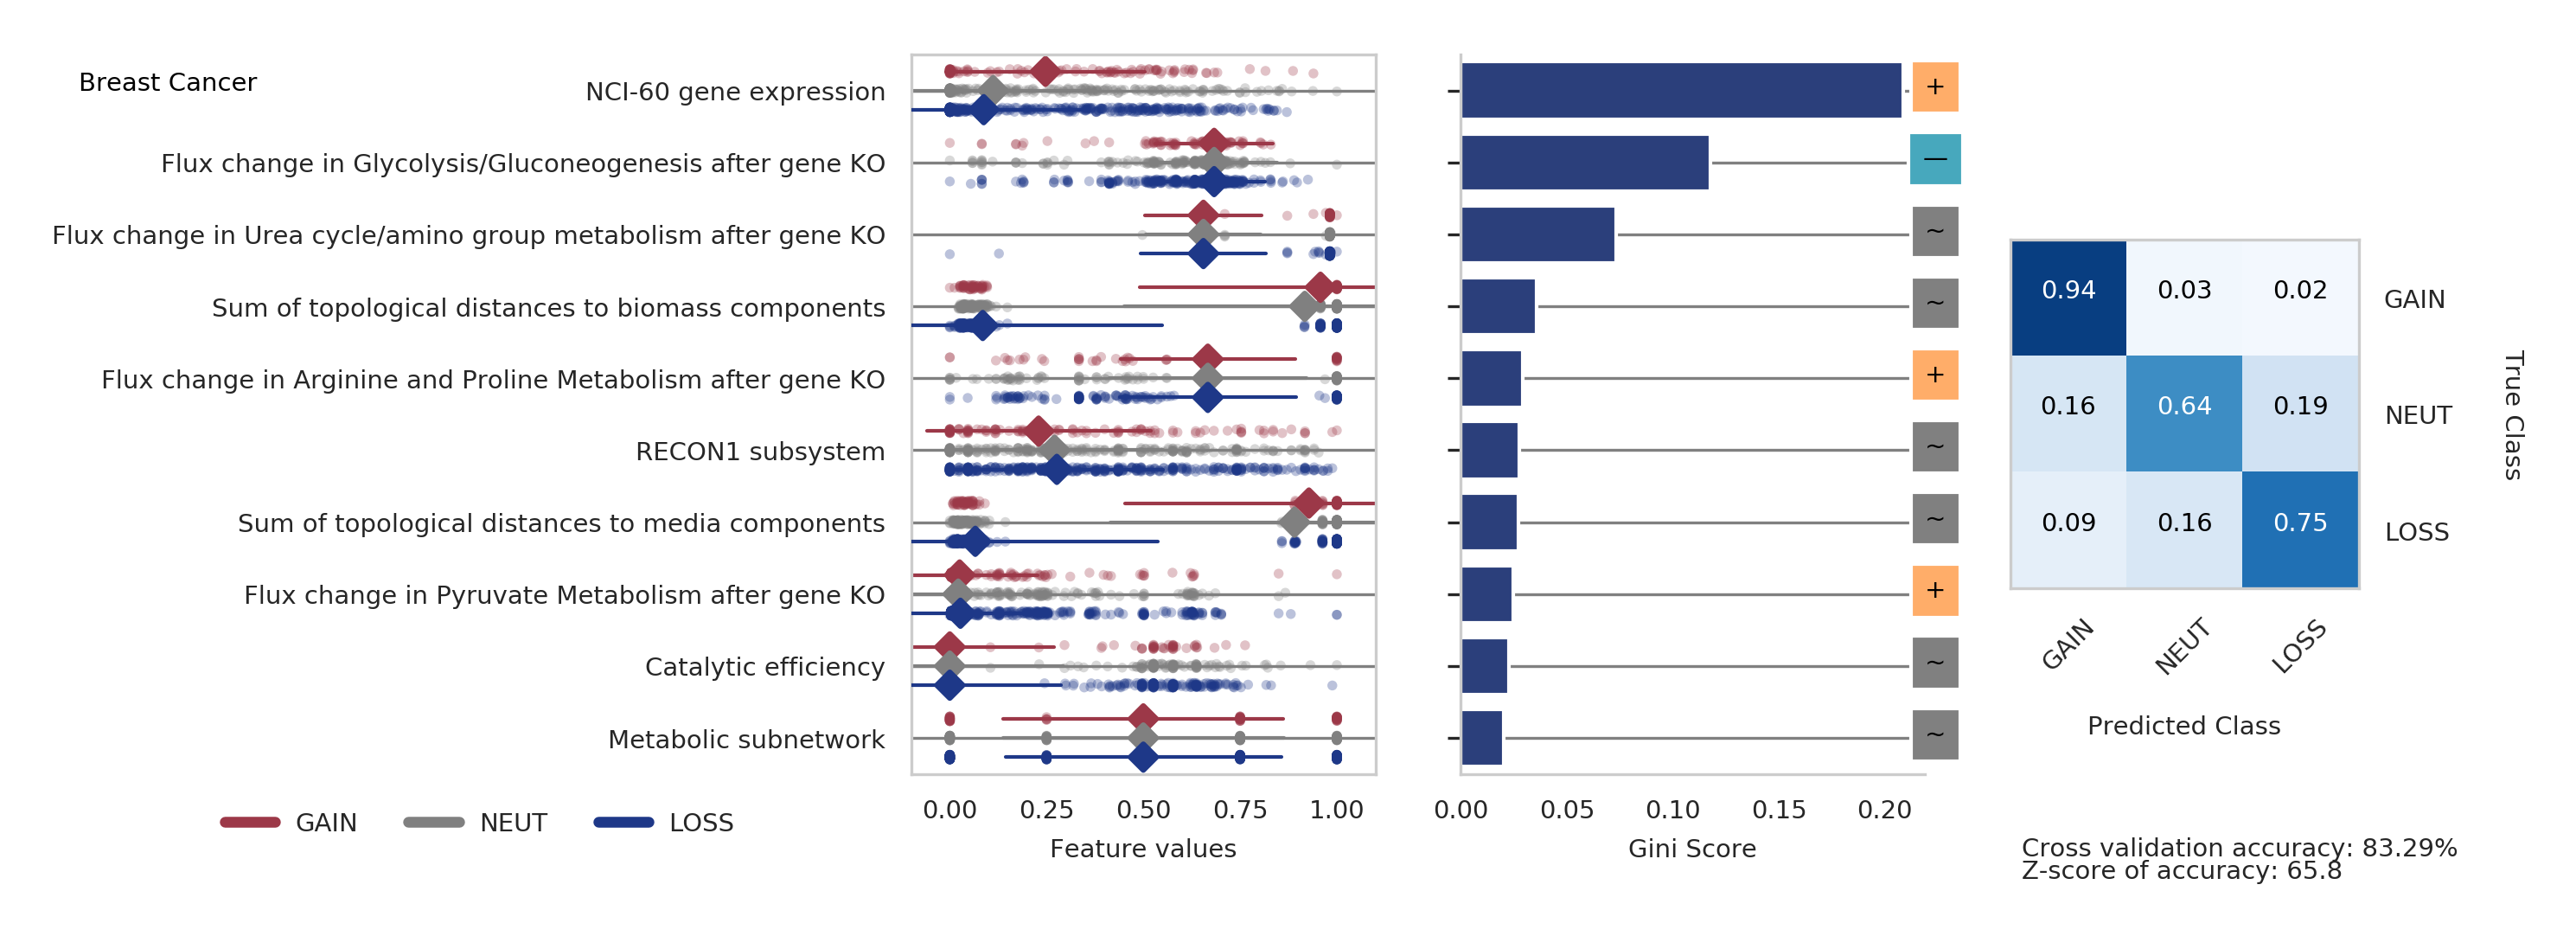 Breast Cancer
NCI-60 gene expression
Flux change in Glycolysis/Gluconeogenesis after gene KO
Flux change in Urea cycle/amino group metabolism after gene KO
Sum of topological distances to biomass components
Flux change in Arginine and Proline Metabolism after gene KO
RECON1 subsystem
Sum of topological distances to media components
Flux change in Pyruvate Metabolism after gene KO
Catalytic efficiency
Metabolic subnetwork
GAIN NEUT LOSS
0.00 0.25 0.50 0.75 1.00
Feature values
+
—
~
~
+
~
~
+
~
~
0.00 0.05 0.10 0.15 0.20
Gini Score
0.94 0.03 0.02 GAIN
0.16 0.64 0.19 NEUT
0.09 0.16 0.75 LOSS
True Class
GAIN NEUT LOSS
Predicted Class
Cross validation accuracy: 83.29%
Z-score of accuracy: 65.8